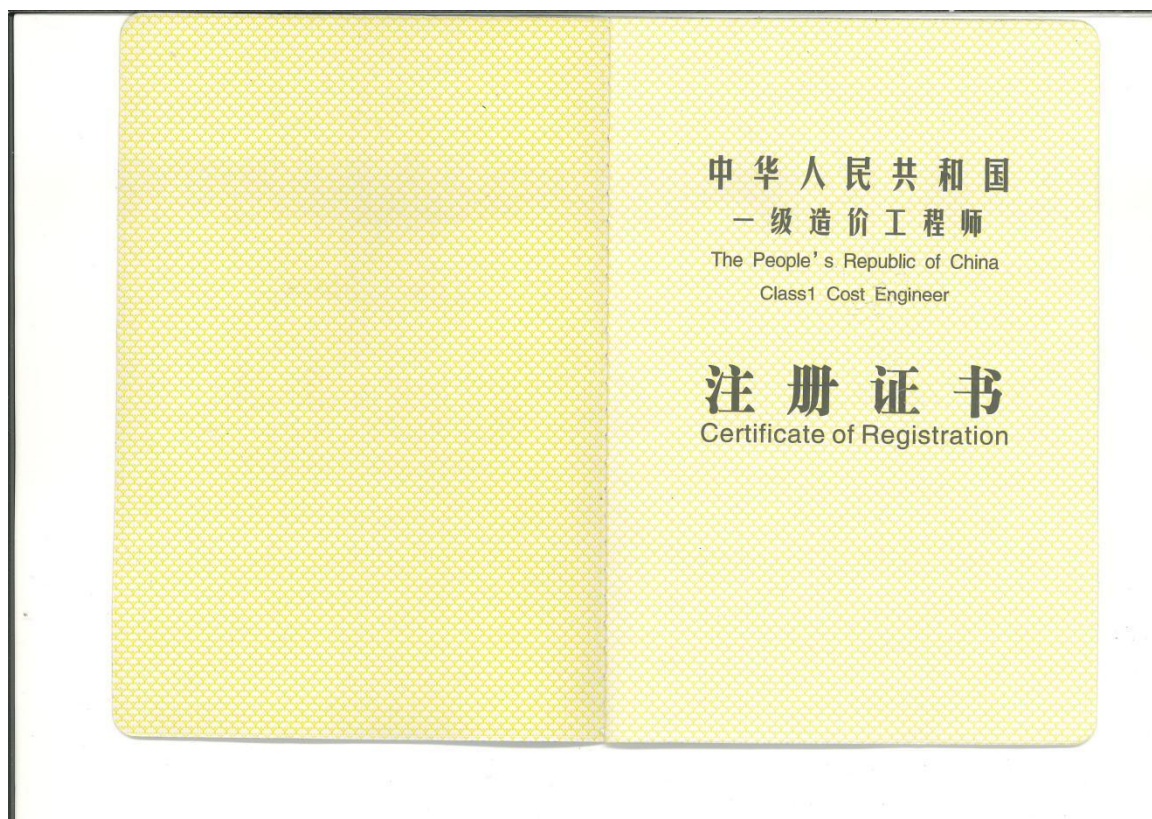 中华人民共和国
一级造价工程师
The People's Republic of China
Class1 Cost Engineer
注册证书
Certificate of Registration